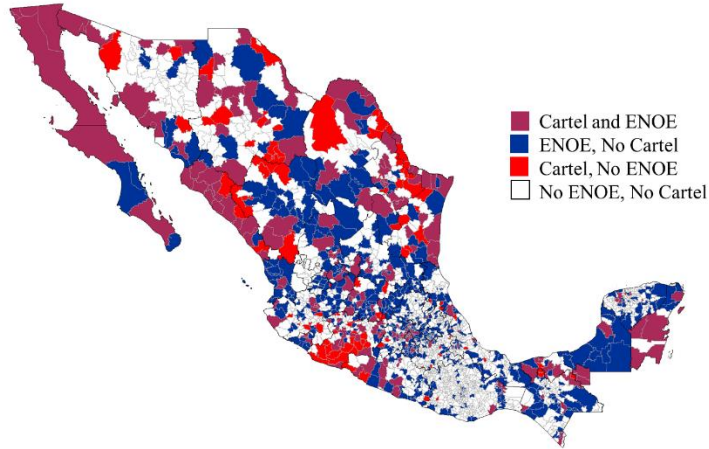 Cartel and ENOE
ENOE, No Cartel
Cartel, No ENOE
No ENOE, No Cartel